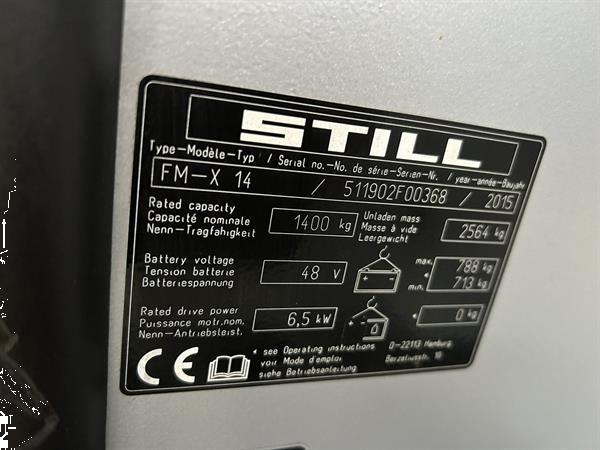 STILL
Type-Modèle-Typ / Serial no.-No. de série-Serien-Nr. / year-année-Baujahr
FM-X 14 / 511902F00368 / 2015
Rated capacity
Capacité nominale
Nenn-Tragfähigkeit
1400 kg
Unladen mass
Masse à vide
Leergewicht
2564 kg
Battery voltage
Tension batterie
Batteriespannung
48 v
max. 788 kg
min. 713 kg
Rated drive power
Puissance motr.nom.
Nenn-Antriebsleist.
6,5 kW
0 kg
see Operating instructions
voir Mode d'emploi
siehe Betriebsanleitung
D-22113 Hamburg
Berzeliusstr. 10
CE